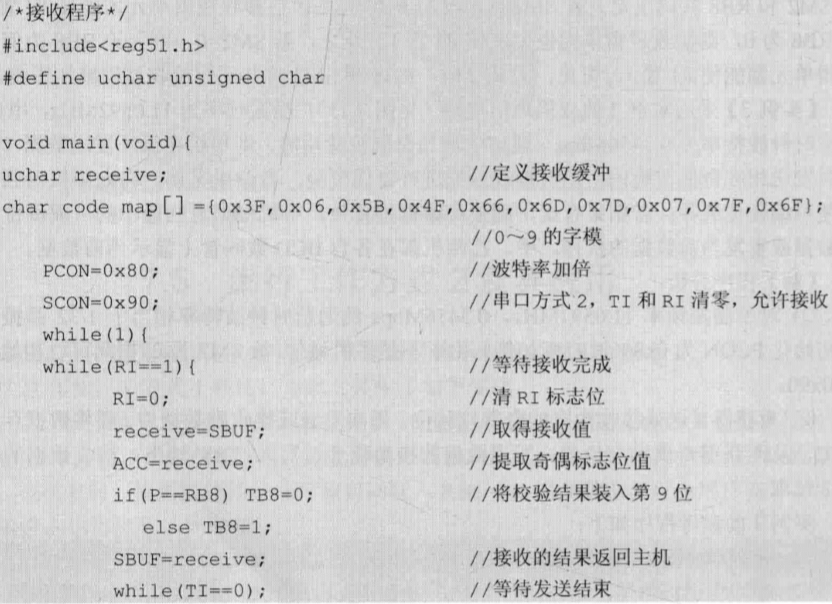 /*接收程序*/
#include<reg51.h>
#define uchar unsigned char
void main(void){
uchar receive; //定义接收缓冲
char code map[]={0x3F,0x06,0x5B,0x4F,0x66,0x6D,0x7D,0x07,0x7F,0x6F};
//0～9的字模
PCON=0x80; //波特率加倍
SCON=0x90; //串口方式2，TI和RI清零，允许接收
while(1){
while(RI==1){ //等待接收完成
RI=0; //清RI标志位
receive=SBUF; //取得接收值
ACC=receive; //提取奇偶标志位值
if(P==RB8) TB8=0; //将校验结果装入第9位
else TB8=1;
SBUF=receive; //接收的结果返回主机
while(TI==0); //等待发送结束